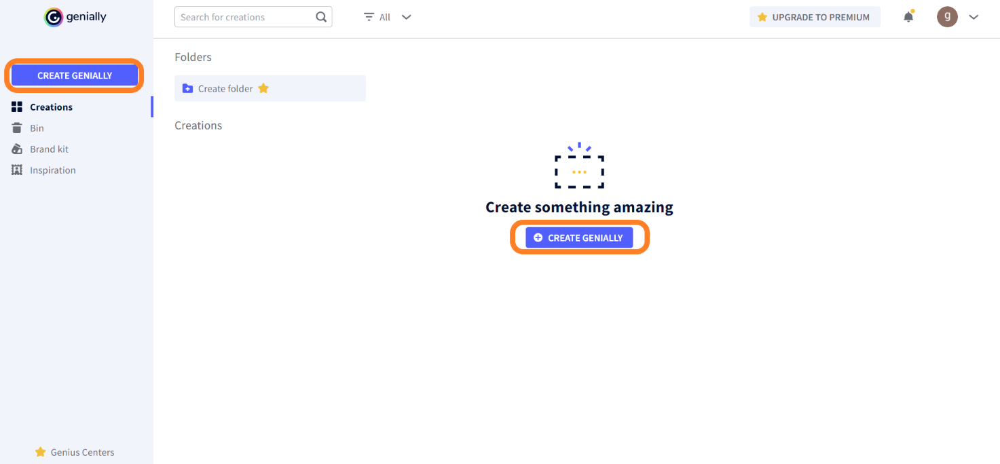 genially
Search for creations
All
UPGRADE TO PREMIUM
g
CREATE GENIALLY
Creations
Bin
Brand kit
Inspiration
Genius Centers
Folders
Create folder
Creations
Create something amazing
CREATE GENIALLY